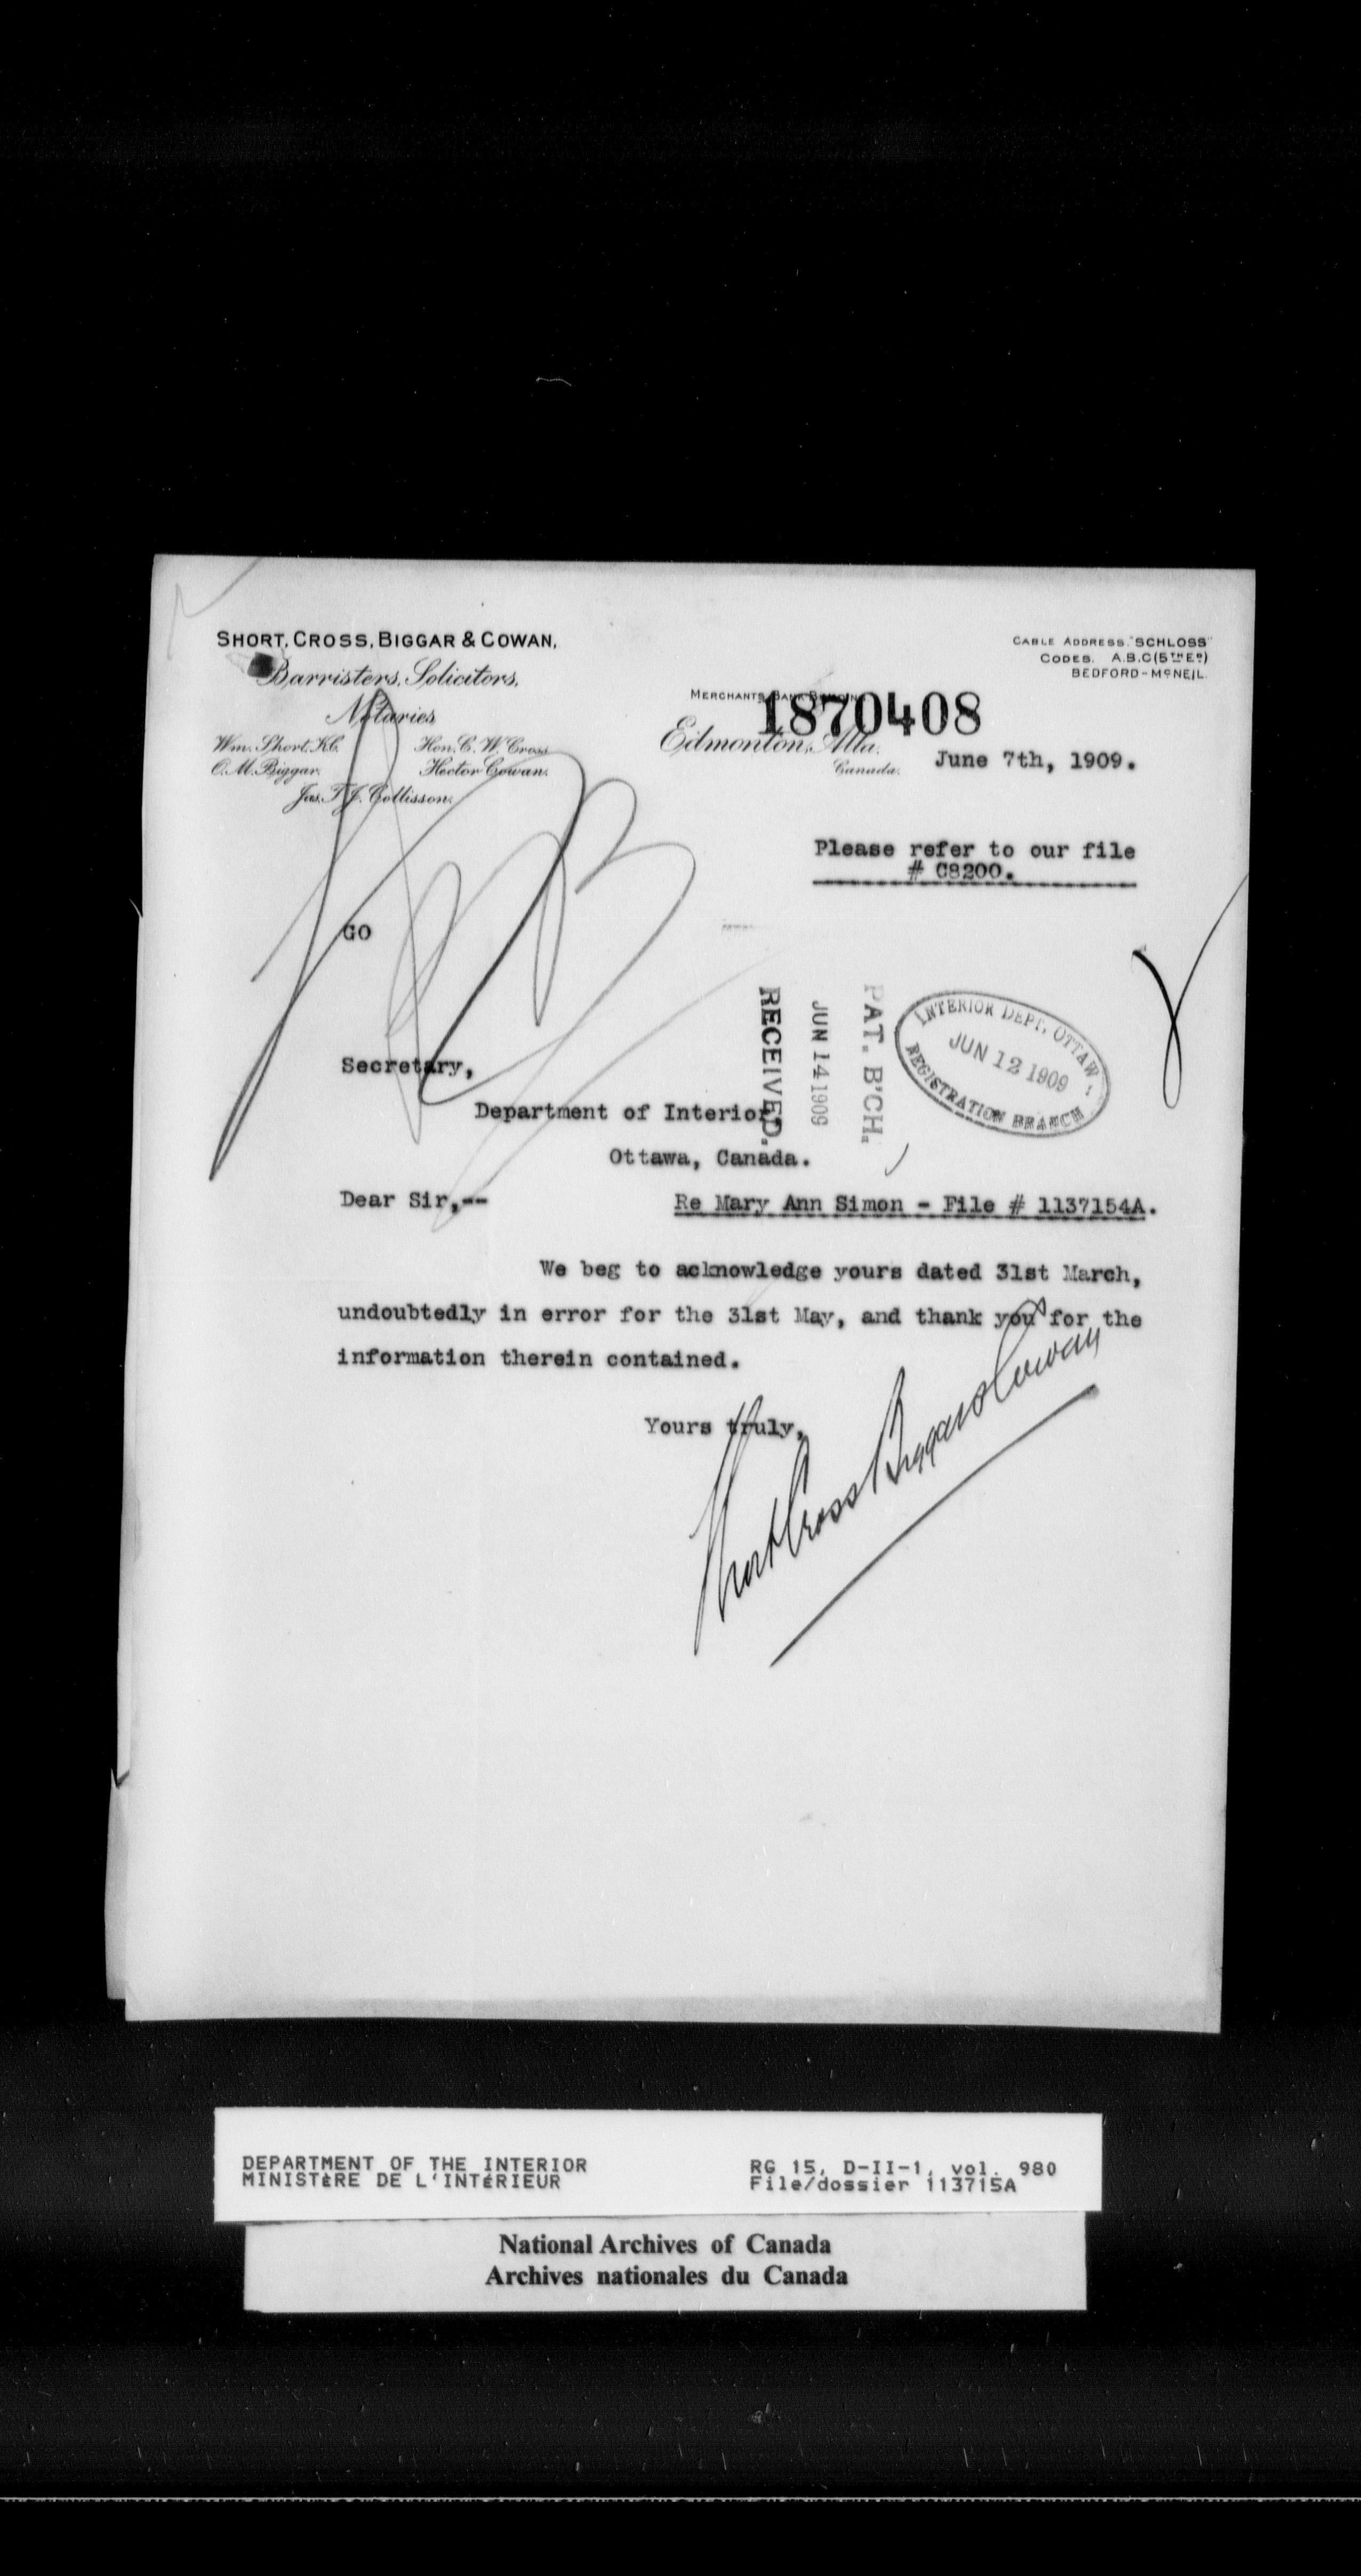 SHORT, CROSS, BIGGAR & COWAN,
Barristers, Solicitors,
Notaries
Wm. Short, K.C. Hon. C. W. Cross
O. M. Biggar. Hector Cowan.
Jas. T. J. Collisson.
CABLE ADDRESS. "SCHLOSS"
CODES. A.B.C (5TH ED)
BEDFORD-McNEIL.
MERCHANTS BANK BUILDING
1870408
Edmonton, Alta.
Canada.
June 7th, 1909.
Please refer to our file
# C8200.
GO
RECEIVED.
JUN 14 1909
PAT. B'CH.
INTERIOR DEPT. OTTAWA
JUN 12 1909
REGISTRATION BRANCH
Secretary,
Department of Interior,
Ottawa, Canada.
Dear Sir,-- Re Mary Ann Simon - File # 1137154A.
We beg to acknowledge yours dated 31st March,
undoubtedly in error for the 31st May, and thank you for the
information therein contained.
Yours truly,
Short Cross Biggar & Cowan
DEPARTMENT OF THE INTERIOR RG 15, D-II-1, vol. 980
MINISTÈRE DE L'INTÉRIEUR File/dossier 113715A
National Archives of Canada
Archives nationales du Canada